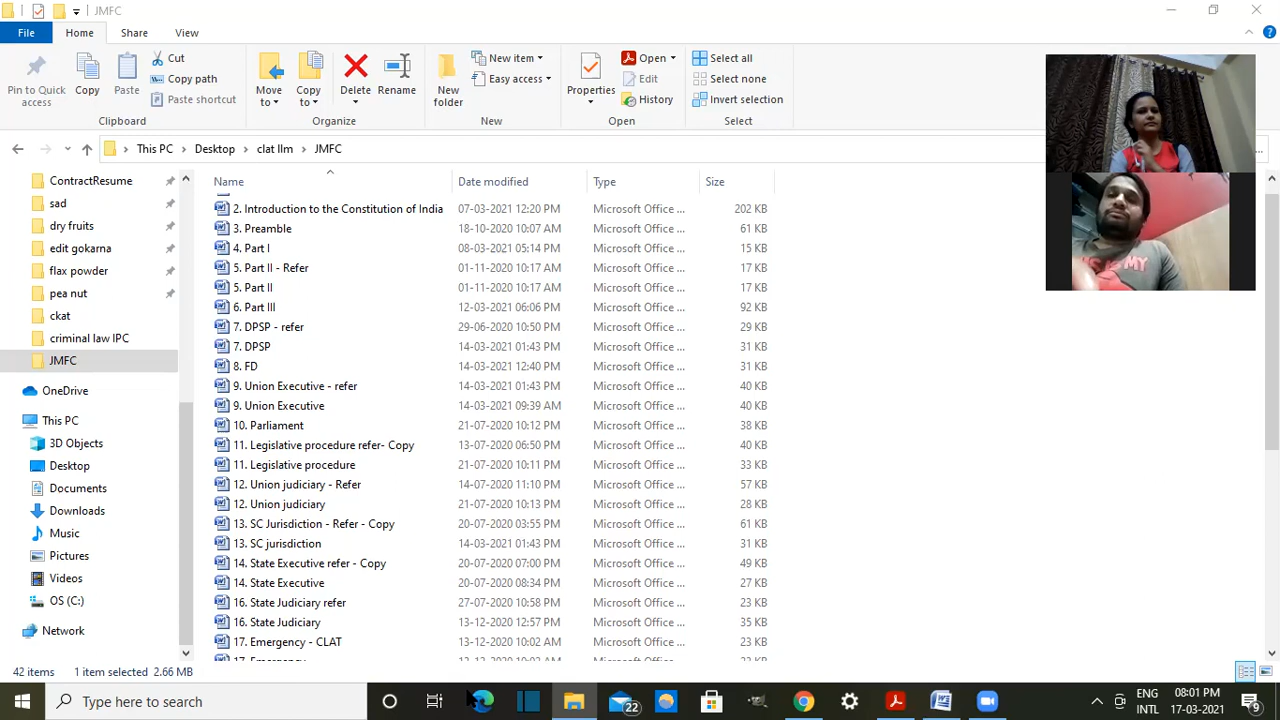 JMFC
File Home Share View
Pin to Quick access
Copy
Paste
Cut
Copy path
Paste shortcut
Clipboard
Move to
Copy to
Delete
Rename
Organize
New folder
New item
Easy access
New
Properties
Open
Edit
History
Open
Select all
Select none
Invert selection
Select
This PC > Desktop > clat llm > JMFC
ContractResume
sad
dry fruits
edit gokarna
flax powder
pea nut
ckat
criminal law IPC
JMFC
OneDrive
This PC
3D Objects
Desktop
Documents
Downloads
Music
Pictures
Videos
OS (C:)
Network
Name Date modified Type Size
2. Introduction to the Constitution of India 07-03-2021 12:20 PM Microsoft Office ... 202 KB
3. Preamble 18-10-2020 10:07 AM Microsoft Office ... 61 KB
4. Part I 08-03-2021 05:14 PM Microsoft Office ... 15 KB
5. Part II - Refer 01-11-2020 10:17 AM Microsoft Office ... 17 KB
5. Part II 01-11-2020 10:17 AM Microsoft Office ... 17 KB
6. Part III 12-03-2021 06:06 PM Microsoft Office ... 92 KB
7. DPSP - refer 29-06-2020 10:50 PM Microsoft Office ... 29 KB
7. DPSP 14-03-2021 01:43 PM Microsoft Office ... 31 KB
8. FD 14-03-2021 12:40 PM Microsoft Office ... 31 KB
9. Union Executive - refer 14-03-2021 01:43 PM Microsoft Office ... 40 KB
9. Union Executive 14-03-2021 09:39 AM Microsoft Office ... 40 KB
10. Parliament 21-07-2020 10:12 PM Microsoft Office ... 38 KB
11. Legislative procedure refer- Copy 13-07-2020 06:50 PM Microsoft Office ... 40 KB
11. Legislative procedure 21-07-2020 10:11 PM Microsoft Office ... 33 KB
12. Union judiciary - Refer 14-07-2020 11:10 PM Microsoft Office ... 57 KB
12. Union judiciary 21-07-2020 10:13 PM Microsoft Office ... 28 KB
13. SC Jurisdiction - Refer - Copy 20-07-2020 03:55 PM Microsoft Office ... 61 KB
13. SC jurisdiction 14-03-2021 01:43 PM Microsoft Office ... 31 KB
14. State Executive refer - Copy 20-07-2020 07:00 PM Microsoft Office ... 49 KB
14. State Executive 20-07-2020 08:34 PM Microsoft Office ... 27 KB
16. State Judiciary refer 27-07-2020 10:58 PM Microsoft Office ... 23 KB
16. State Judiciary 13-12-2020 12:57 PM Microsoft Office ... 35 KB
17. Emergency - CLAT 13-12-2020 10:02 AM Microsoft Office ... 23 KB
42 items 1 item selected 2.66 MB
Type here to search
22
ENG
INTL
08:01 PM
17-03-2021
9